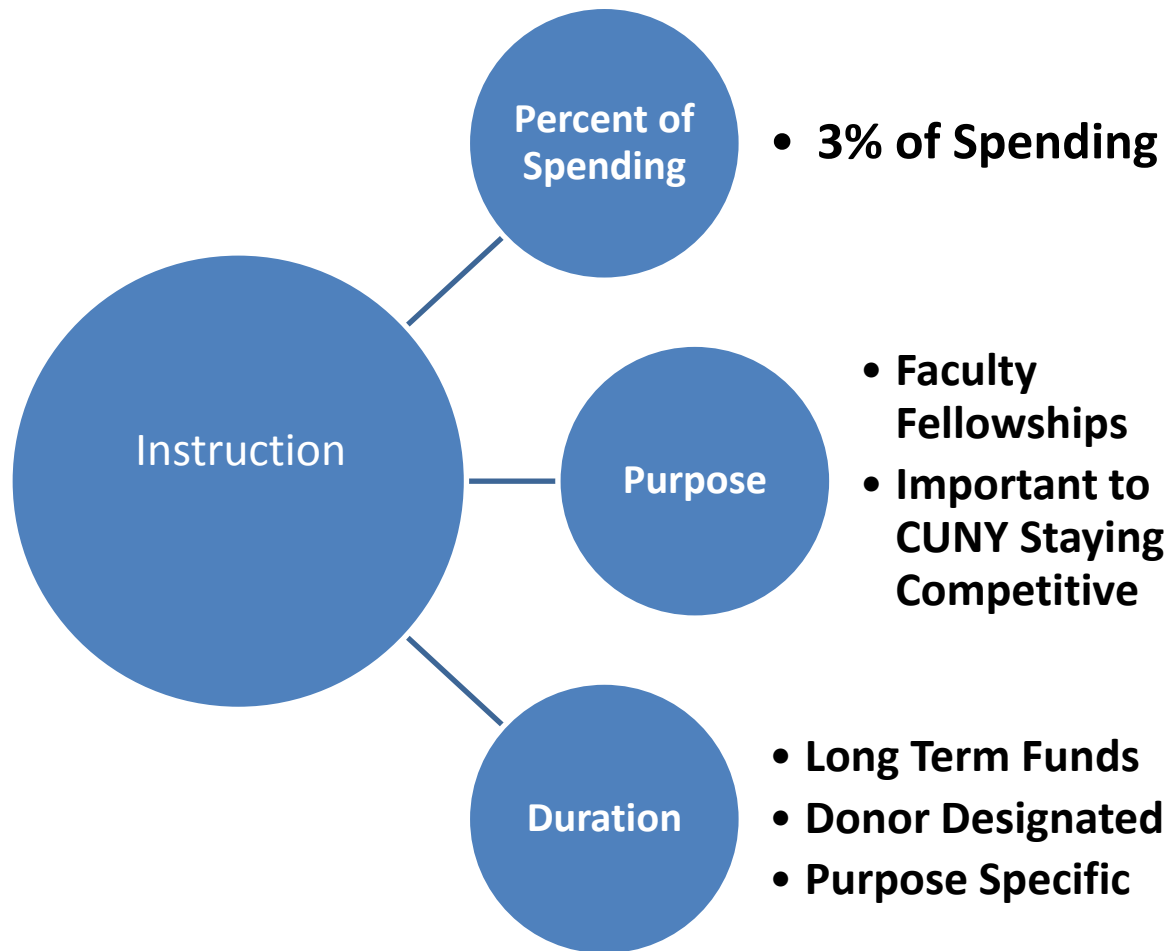 Percent of
Spending
• 3% of Spending
Instruction
Purpose
• Faculty
Fellowships
• Important to
CUNY Staying
Competitive
Duration
• Long Term Funds
• Donor Designated
• Purpose Specific